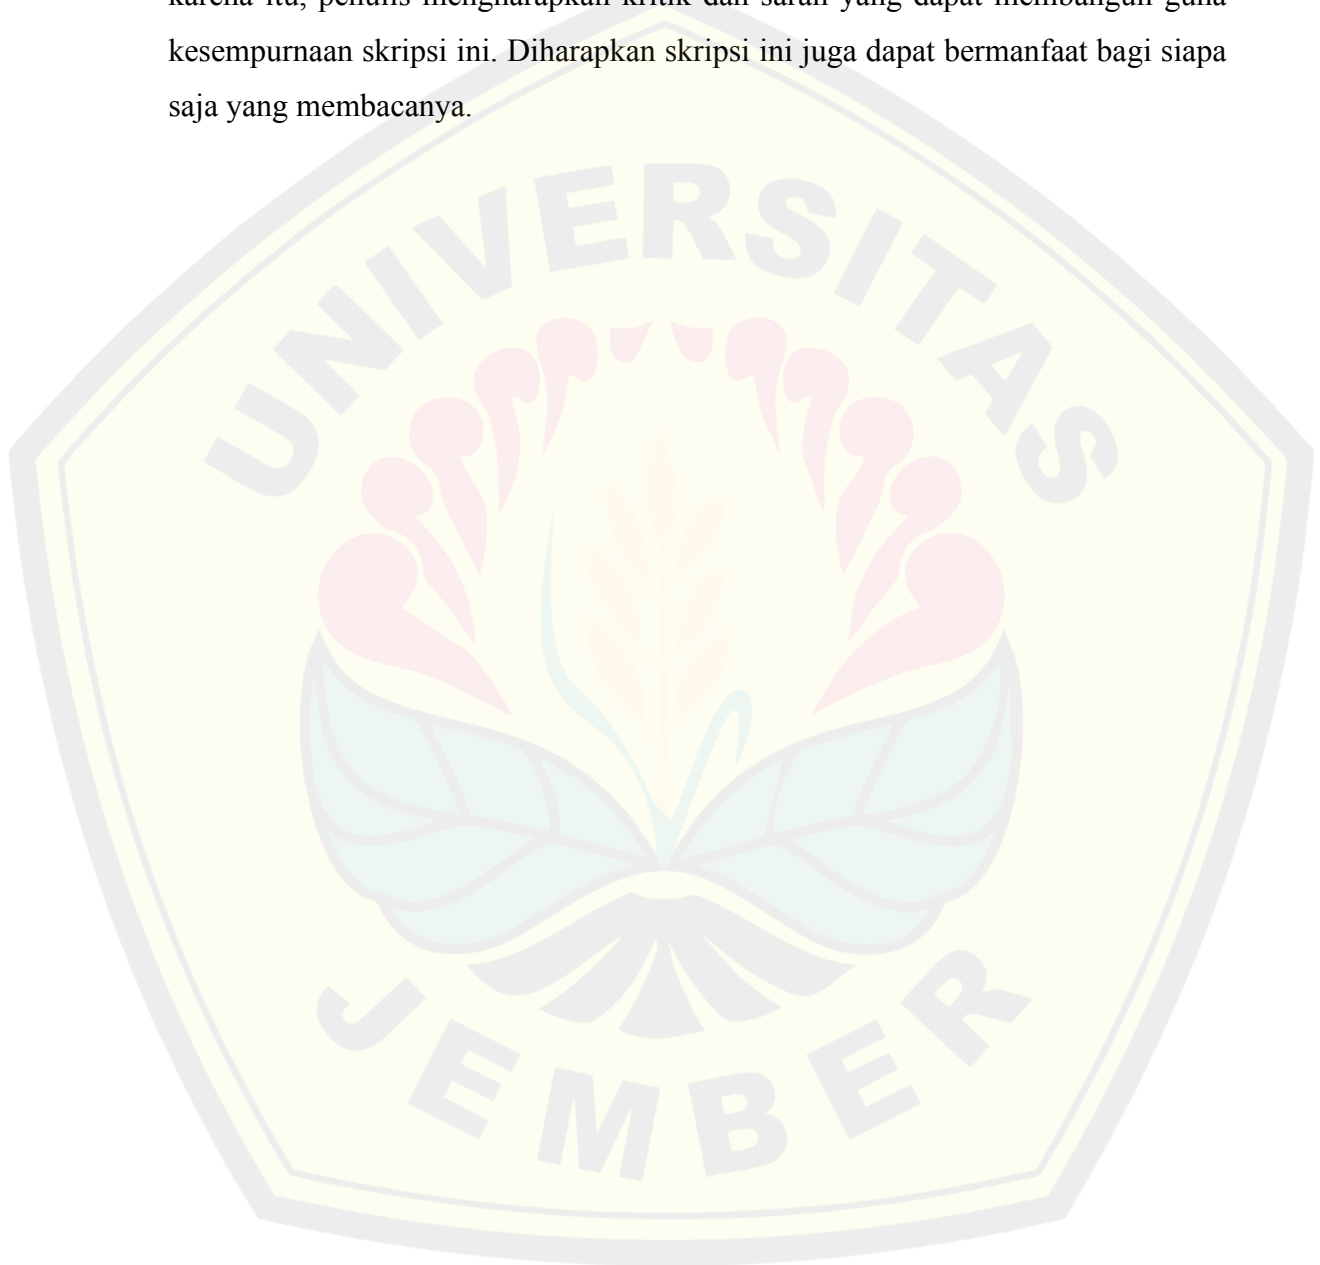 karena itu, penulis mengharapkan kritik dan saran yang dapat membangun guna
kesempurnaan skripsi ini. Diharapkan skripsi ini juga dapat bermanfaat bagi siapa
saja yang membacanya.
UNIVERSITAS
JEMBER